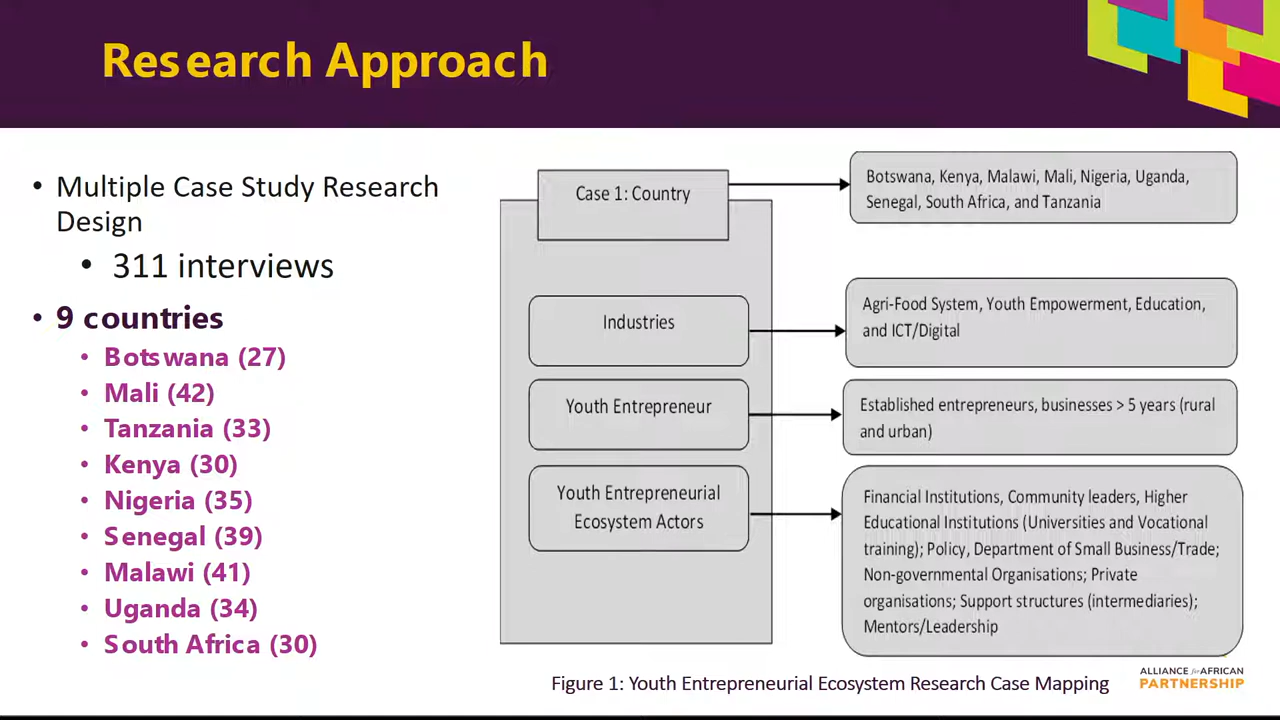 Research Approach
• Multiple Case Study Research
Design
• 311 interviews
• 9 countries
• Botswana (27)
• Mali (42)
• Tanzania (33)
• Kenya (30)
• Nigeria (35)
• Senegal (39)
• Malawi (41)
• Uganda (34)
• South Africa (30)
Case 1: Country
Botswana, Kenya, Malawi, Mali, Nigeria, Uganda,
Senegal, South Africa, and Tanzania
Industries
Agri-Food System, Youth Empowerment, Education,
and ICT/Digital
Youth Entrepreneur
Established entrepreneurs, businesses > 5 years (rural
and urban)
Youth Entrepreneurial
Ecosystem Actors
Financial Institutions, Community leaders, Higher
Educational Institutions (Universities and Vocational
training); Policy, Department of Small Business/Trade;
Non-governmental Organisations; Private
organisations; Support structures (intermediaries);
Mentors/Leadership
Figure 1: Youth Entrepreneurial Ecosystem Research Case Mapping
ALLIANCE for AFRICAN
PARTNERSHIP